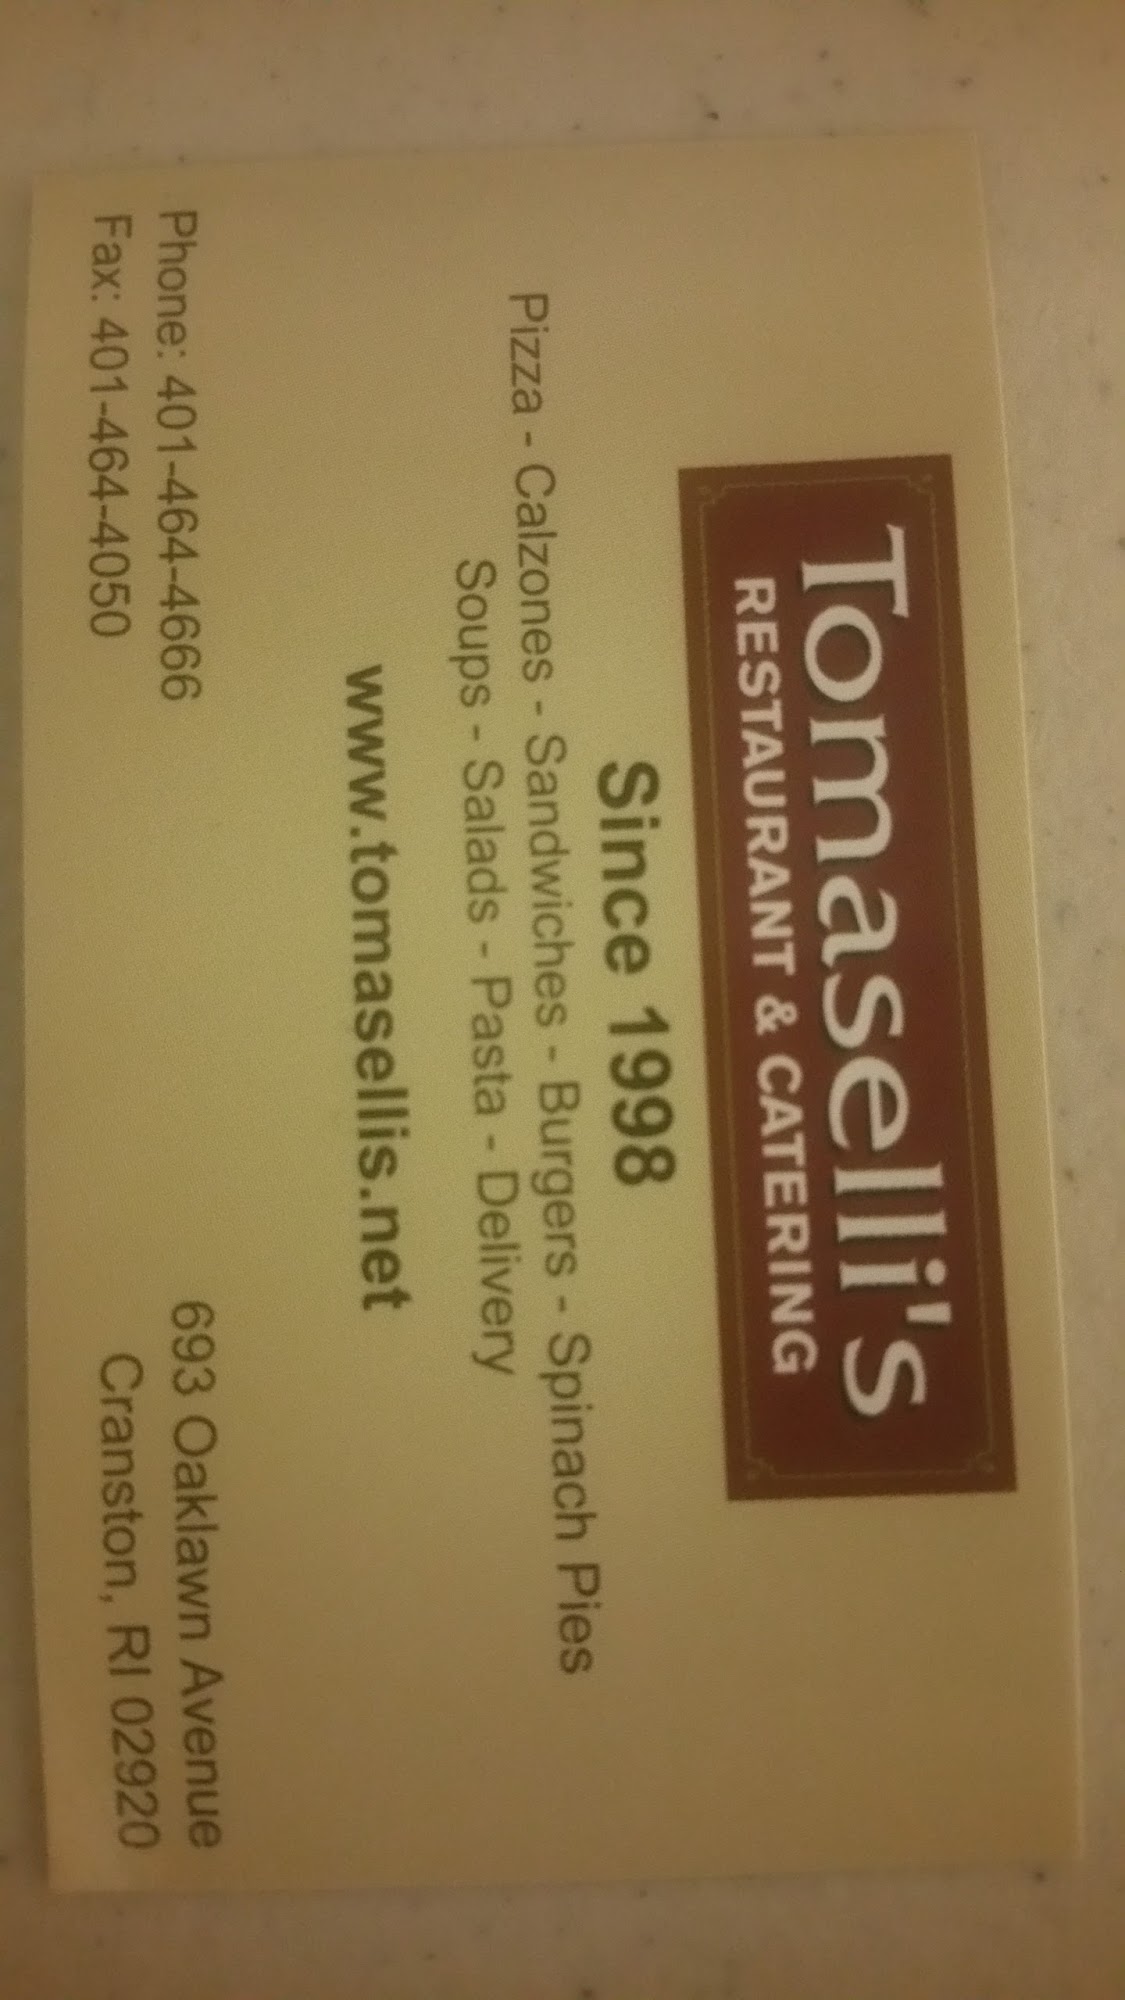 Tomaselli's
RESTAURANT & CATERING
Since 1998
Pizza - Calzones - Sandwiches - Burgers - Spinach Pies
Soups - Salads - Pasta - Delivery
www.tomasellis.net
Phone: 401-464-4666
Fax: 401-464-4050
693 Oaklawn Avenue
Cranston, RI 02920